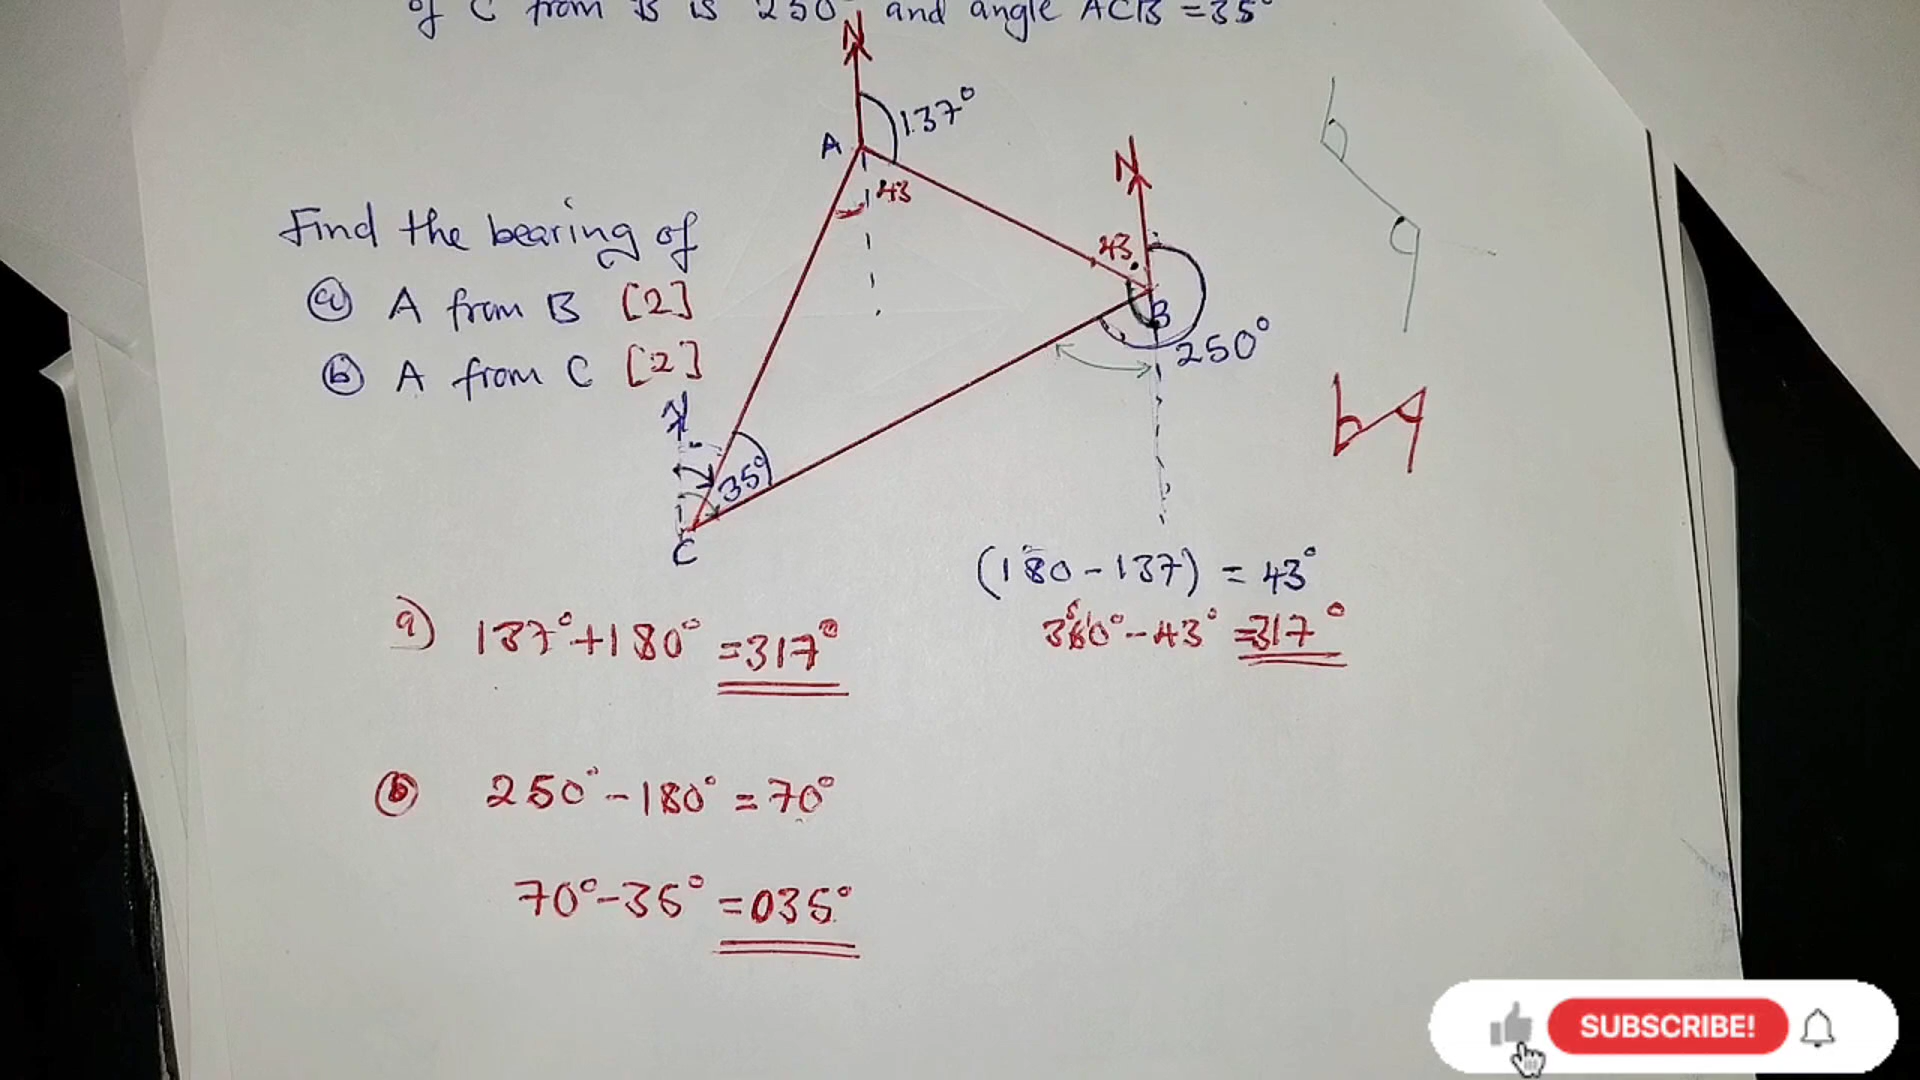 of C from B is 250° and angle ACB = 35°
N
A
137°
43
N
43
B
250°
Find the bearing of
(a) A from B [2]
(b) A from C [2]
N
35°
C
(180 - 137) = 43°
360° - 43° = 317°
a) 137° + 180° = 317°
(b) 250° - 180° = 70°
70° - 35° = 035°
b
q
b q
SUBSCRIBE!